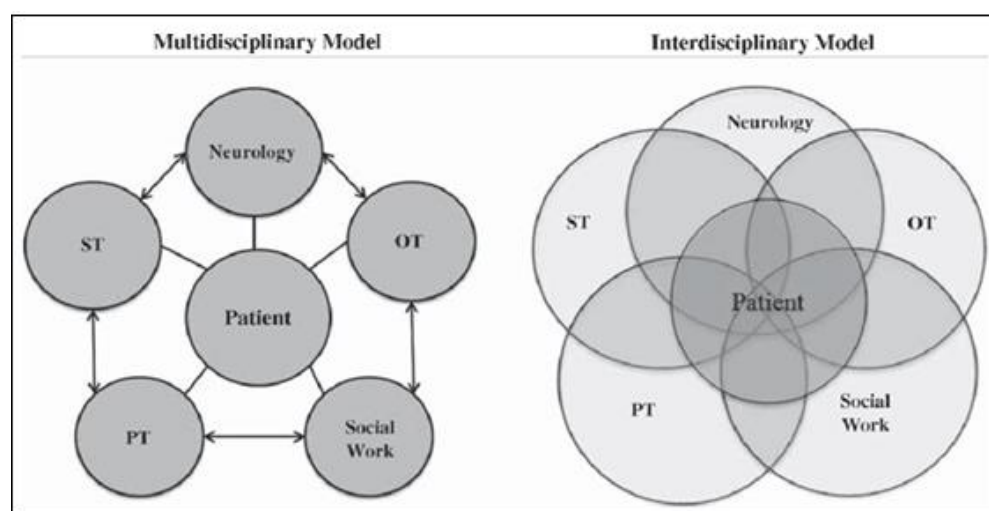 Multidisciplinary Model
Neurology
ST
OT
Patient
PT
Social
Work
Interdisciplinary Model
Neurology
ST
OT
Patient
PT
Social
Work